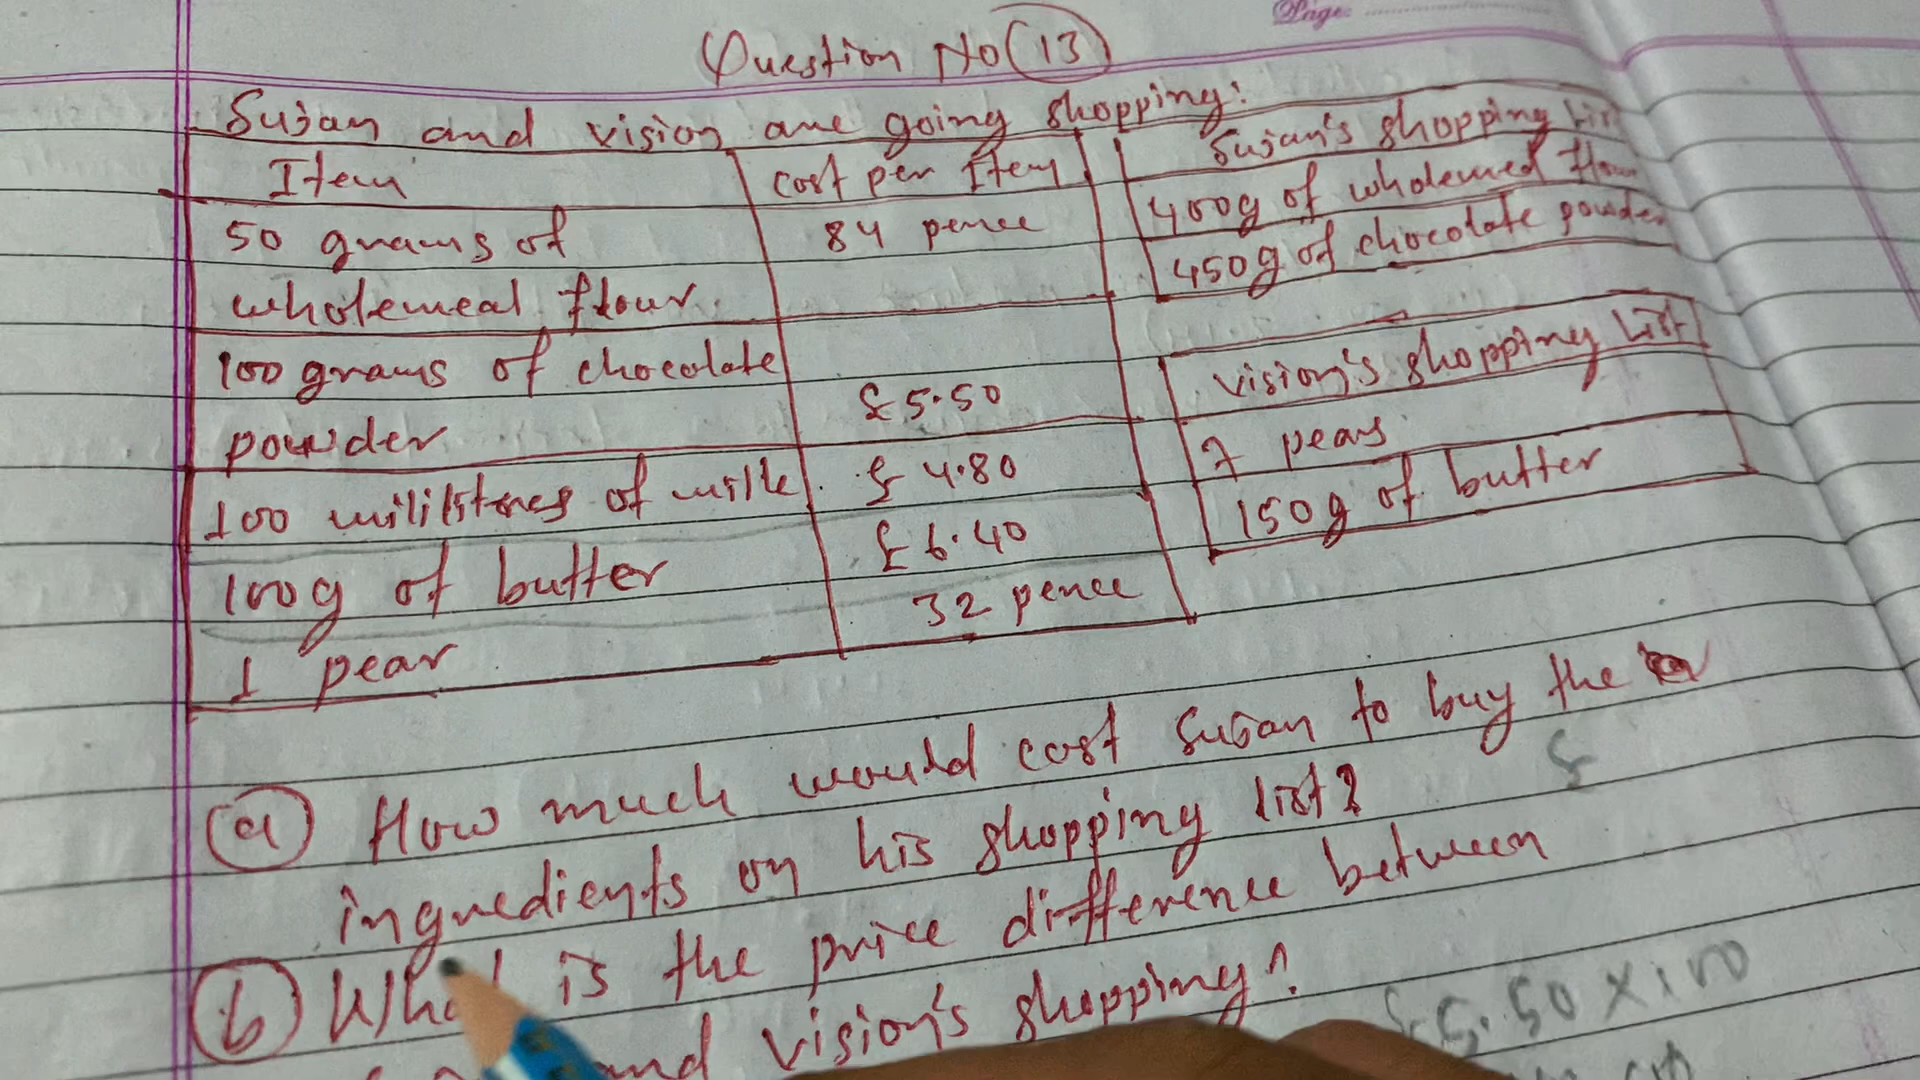 Page:
Question No 13
Sujan and vision are going shopping:
Item
cost per Item
50 grams of
84 pence
wholemeal flour
100 grams of chocolate
powder
£5.50
100 mililitres of milk
£4.80
100g of butter
£6.40
1 pear
32 pence
Sujan's shopping List
400g of wholemeal flour
450g of chocolate powder
vision's shopping List
7 pears
150g of butter
(a) How much would cost Sujan to buy the
ingredients on his shopping list?
£
(b) What is the price difference between
and vision's shopping?
£5.50 x 100